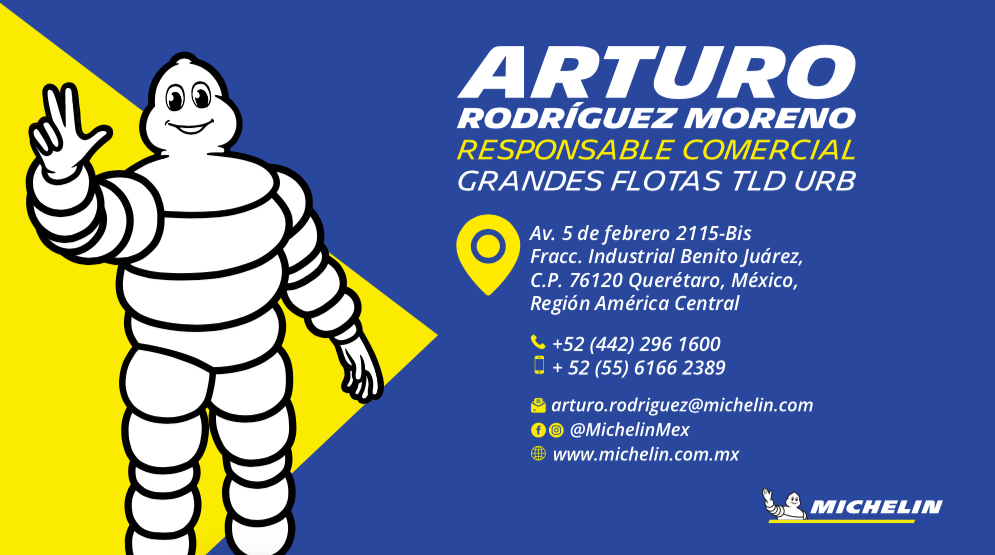 ARTURO
RODRÍGUEZ MORENO
RESPONSABLE COMERCIAL
GRANDES FLOTAS TLD URB
Av. 5 de febrero 2115-Bis
Fracc. Industrial Benito Juárez,
C.P. 76120 Querétaro, México,
Región América Central
+52 (442) 296 1600
+ 52 (55) 6166 2389
arturo.rodriguez@michelin.com
@MichelinMex
www.michelin.com.mx
MICHELIN